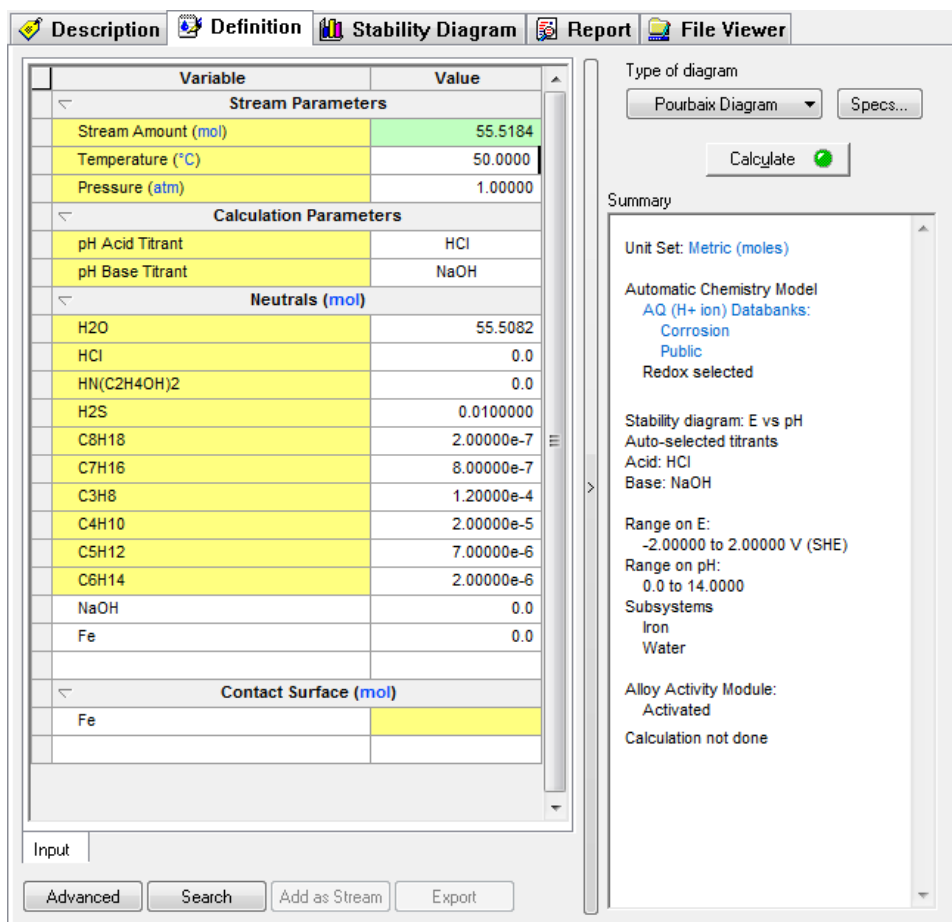 Description Definition Stability Diagram Report File Viewer
Variable Value
Stream Parameters
Stream Amount (mol) 55.5184
Temperature (°C) 50.0000
Pressure (atm) 1.00000
Calculation Parameters
pH Acid Titrant HCl
pH Base Titrant NaOH
Neutrals (mol)
H2O 55.5082
HCl 0.0
HN(C2H4OH)2 0.0
H2S 0.0100000
C8H18 2.00000e-7
C7H16 8.00000e-7
C3H8 1.20000e-4
C4H10 2.00000e-5
C5H12 7.00000e-6
C6H14 2.00000e-6
NaOH 0.0
Fe 0.0
Contact Surface (mol)
Fe
Input
Advanced Search Add as Stream Export
Type of diagram
Pourbaix Diagram Specs...
Calculate
Summary
Unit Set: Metric (moles)
Automatic Chemistry Model
AQ (H+ ion) Databanks:
Corrosion
Public
Redox selected
Stability diagram: E vs pH
Auto-selected titrants
Acid: HCl
Base: NaOH
Range on E:
-2.00000 to 2.00000 V (SHE)
Range on pH:
0.0 to 14.0000
Subsystems
Iron
Water
Alloy Activity Module:
Activated
Calculation not done